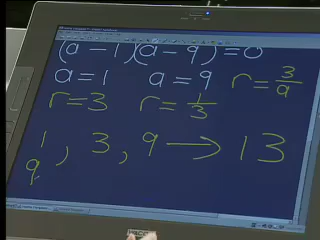 (a-1)(a-9)=0
a=1 a=9 r=3/a
r=3 r=1/3
1, 3, 9 → 13
9